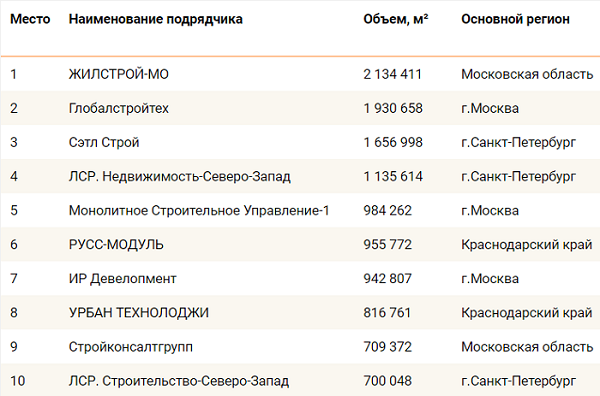 Место Наименование подрядчика Объем, м² Основной регион
1 ЖИЛСТРОЙ-МО 2 134 411 Московская область
2 Глобалстройтех 1 930 658 г.Москва
3 Сэтл Строй 1 656 998 г.Санкт-Петербург
4 ЛСР. Недвижимость-Северо-Запад 1 135 614 г.Санкт-Петербург
5 Монолитное Строительное Управление-1 984 262 г.Москва
6 РУСС-МОДУЛЬ 955 772 Краснодарский край
7 ИР Девелопмент 942 807 г.Москва
8 УРБАН ТЕХНОЛОДЖИ 816 761 Краснодарский край
9 Стройконсалтгрупп 709 372 Московская область
10 ЛСР. Строительство-Северо-Запад 700 048 г.Санкт-Петербург